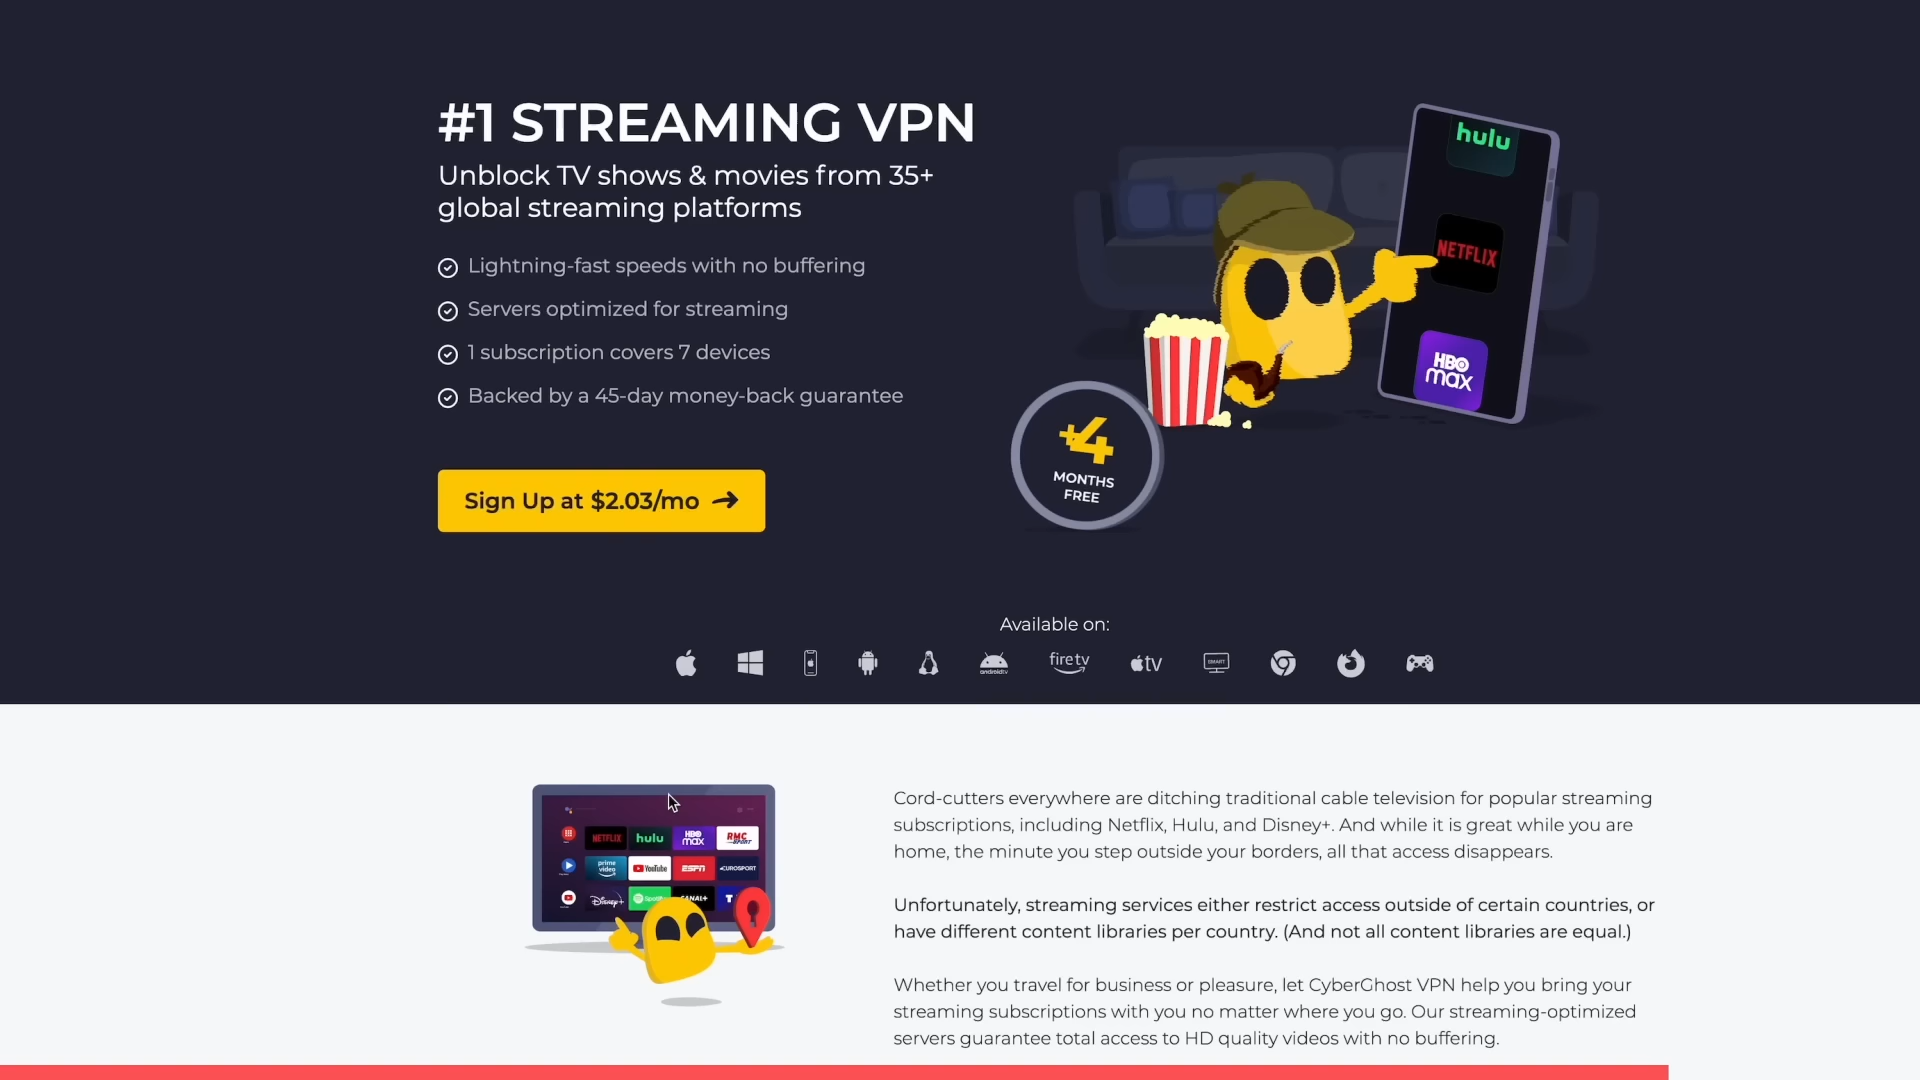 #1 STREAMING VPN
Unblock TV shows & movies from 35+
global streaming platforms
Lightning-fast speeds with no buffering
Servers optimized for streaming
1 subscription covers 7 devices
Backed by a 45-day money-back guarantee
Sign Up at $2.03/mo
hulu
NETFLIX
HBO
max
+4
MONTHS
FREE
Available on:
androidtv
firetv
tv
SMART
NETFLIX
hulu
HBO
max
RMC
SPORT
prime
video
YouTube
ESPN
EUROSPORT
Disney+
CANAL+
Cord-cutters everywhere are ditching traditional cable television for popular streaming
subscriptions, including Netflix, Hulu, and Disney+. And while it is great while you are
home, the minute you step outside your borders, all that access disappears.
Unfortunately, streaming services either restrict access outside of certain countries, or
have different content libraries per country. (And not all content libraries are equal.)
Whether you travel for business or pleasure, let CyberGhost VPN help you bring your
streaming subscriptions with you no matter where you go. Our streaming-optimized
servers guarantee total access to HD quality videos with no buffering.